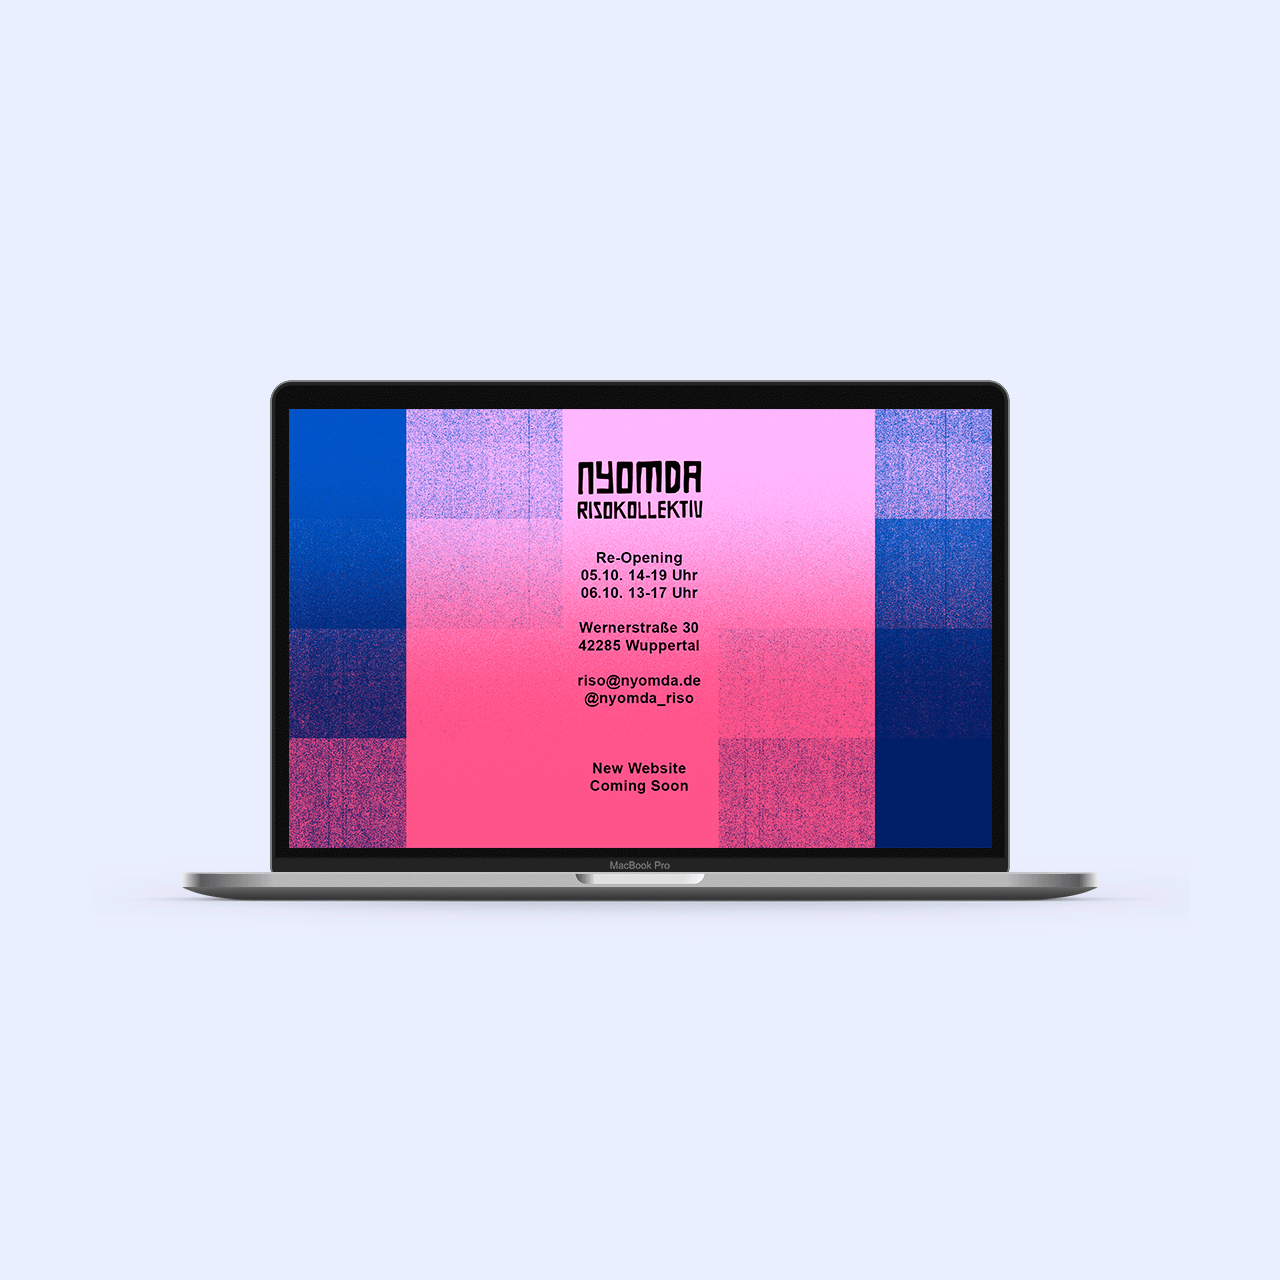 NYOMDA
RISOKOLLEKTIV
Re-Opening
05.10. 14-19 Uhr
06.10. 13-17 Uhr
Wernerstraße 30
42285 Wuppertal
riso@nyomda.de
@nyomda_riso
New Website
Coming Soon
MacBook Pro